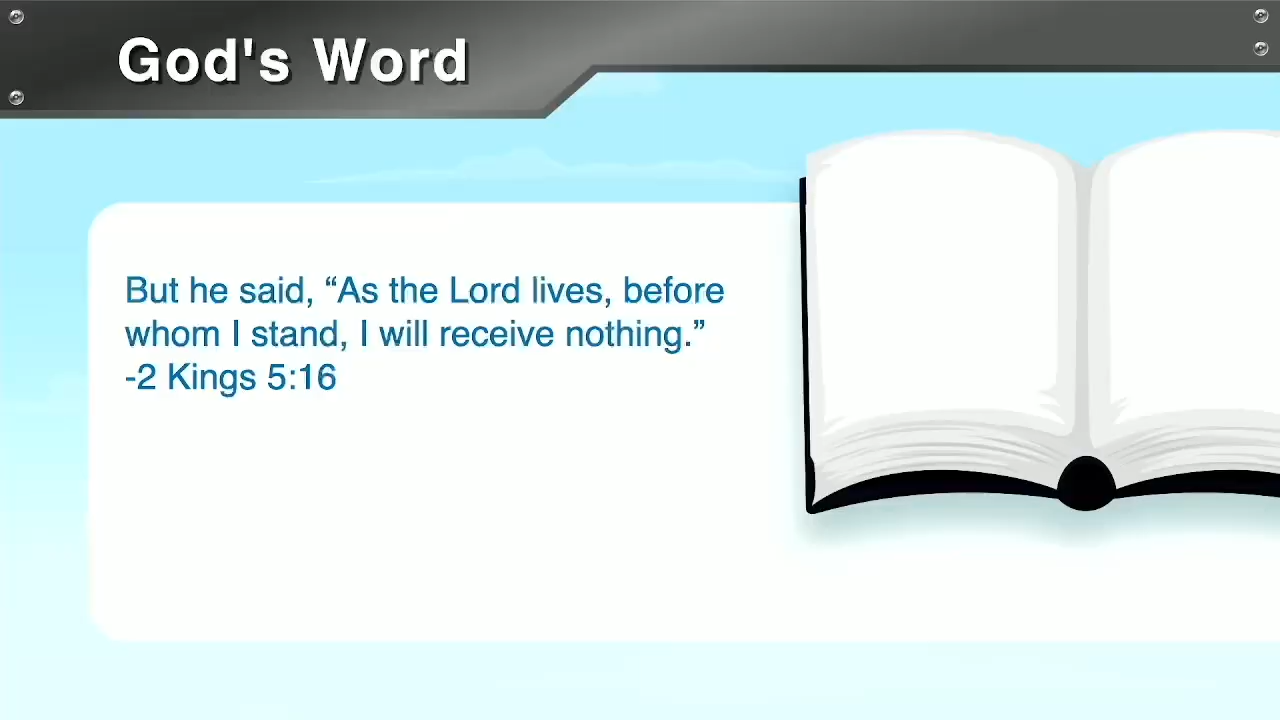 God's Word
But he said, “As the Lord lives, before
whom I stand, I will receive nothing.”
-2 Kings 5:16